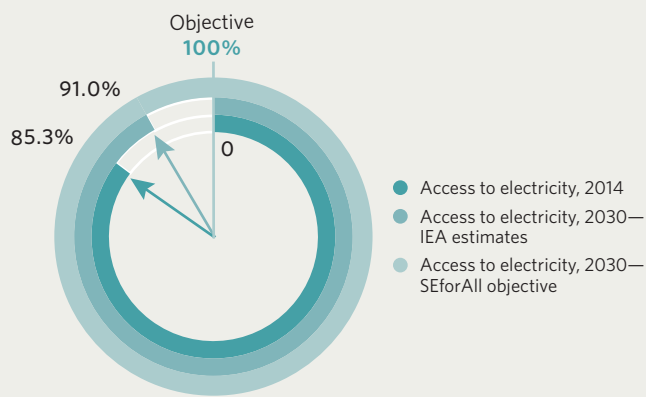 Objective
100%
91.0%
85.3%
0
Access to electricity, 2014
Access to electricity, 2030—
IEA estimates
Access to electricity, 2030—
SEforAll objective